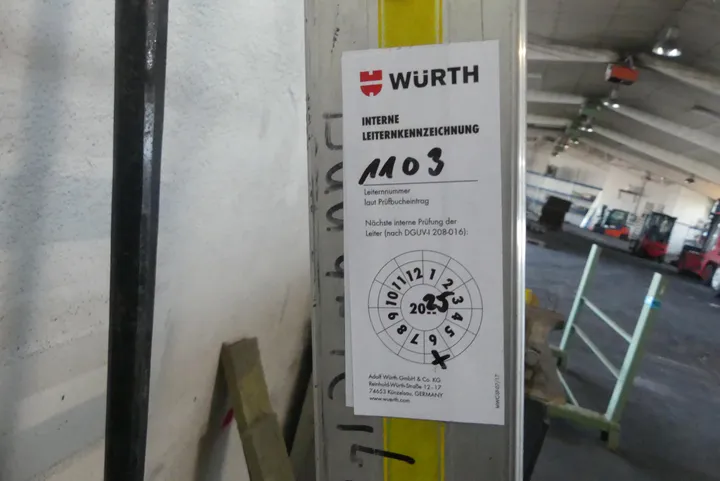 WÜRTH
INTERNE
LEITERNKENNZEICHNUNG
1103
Leiternnummer
laut Prüfbucheintrag
Nächste interne Prüfung der
Leiter (nach DGUV-I 208-016):
1 2 3 4 5 6 7 8 9 10 11 12
2025
x
Adolf Würth GmbH & Co. KG
Reinhold-Würth-Straße 12 - 17
74653 Künzelsau, GERMANY
www.wuerth.com